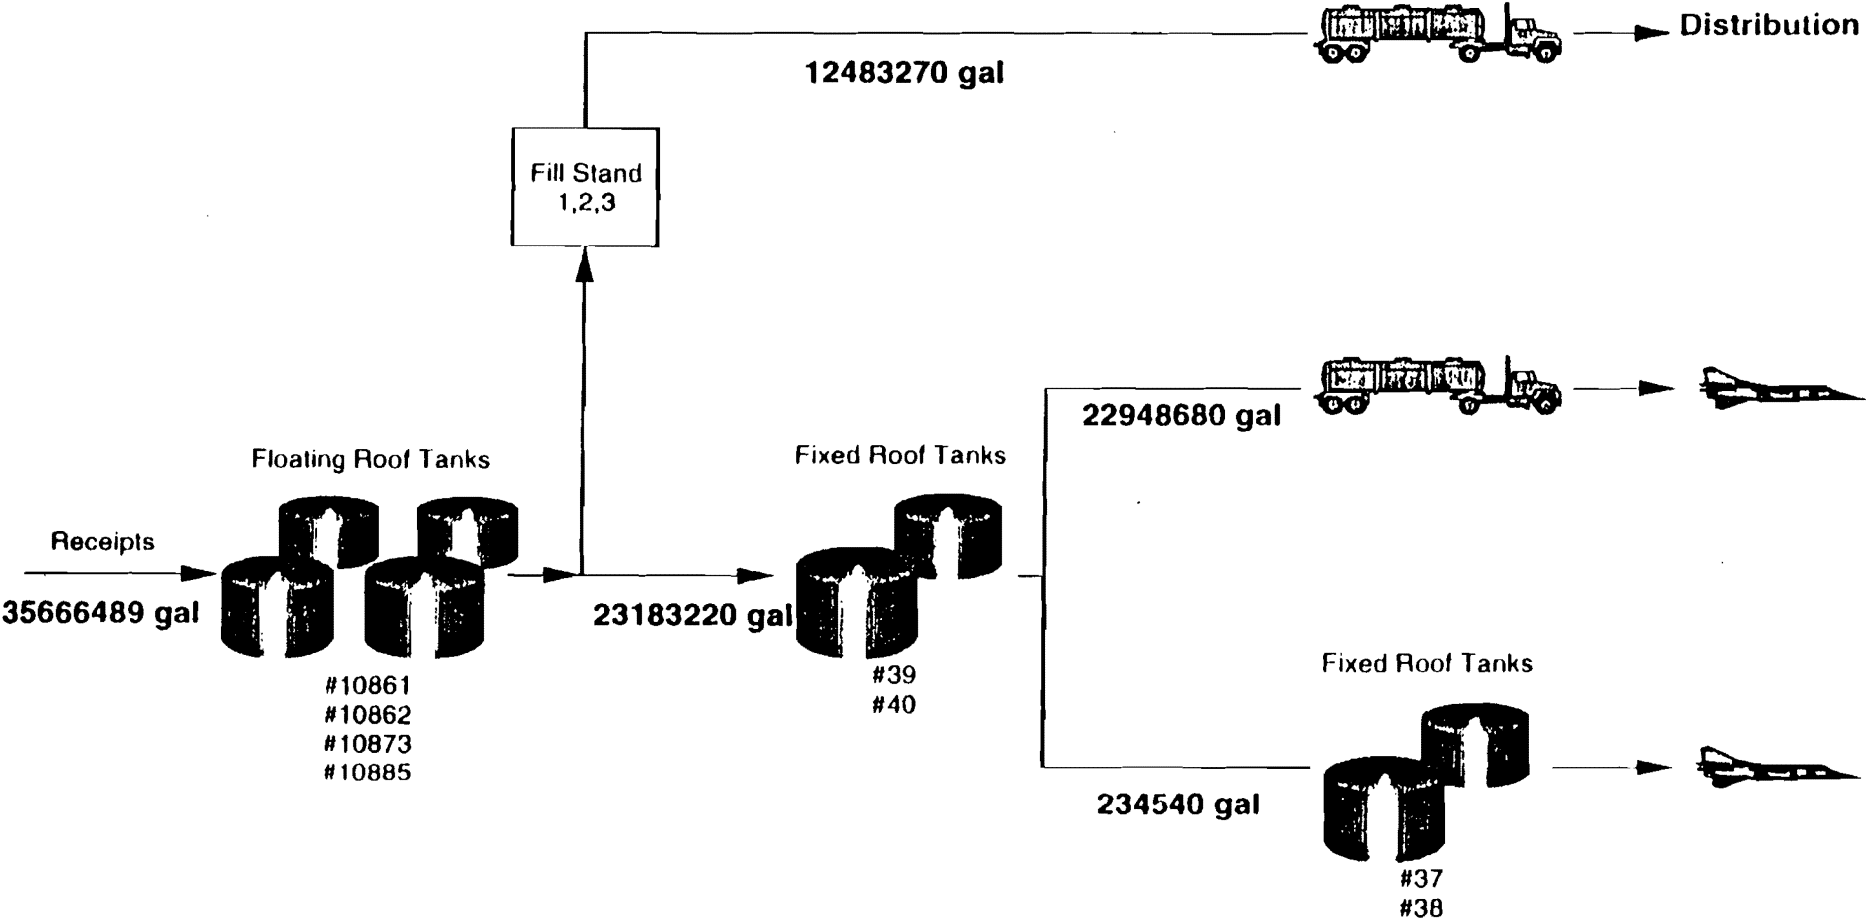 Distribution
12483270 gal
Fill Stand
1,2,3
22948680 gal
Floating Roof Tanks
Fixed Roof Tanks
Receipts
35666489 gal
23183220 gal
#10861
#10862
#10873
#10885
#39
#40
Fixed Roof Tanks
234540 gal
#37
#38